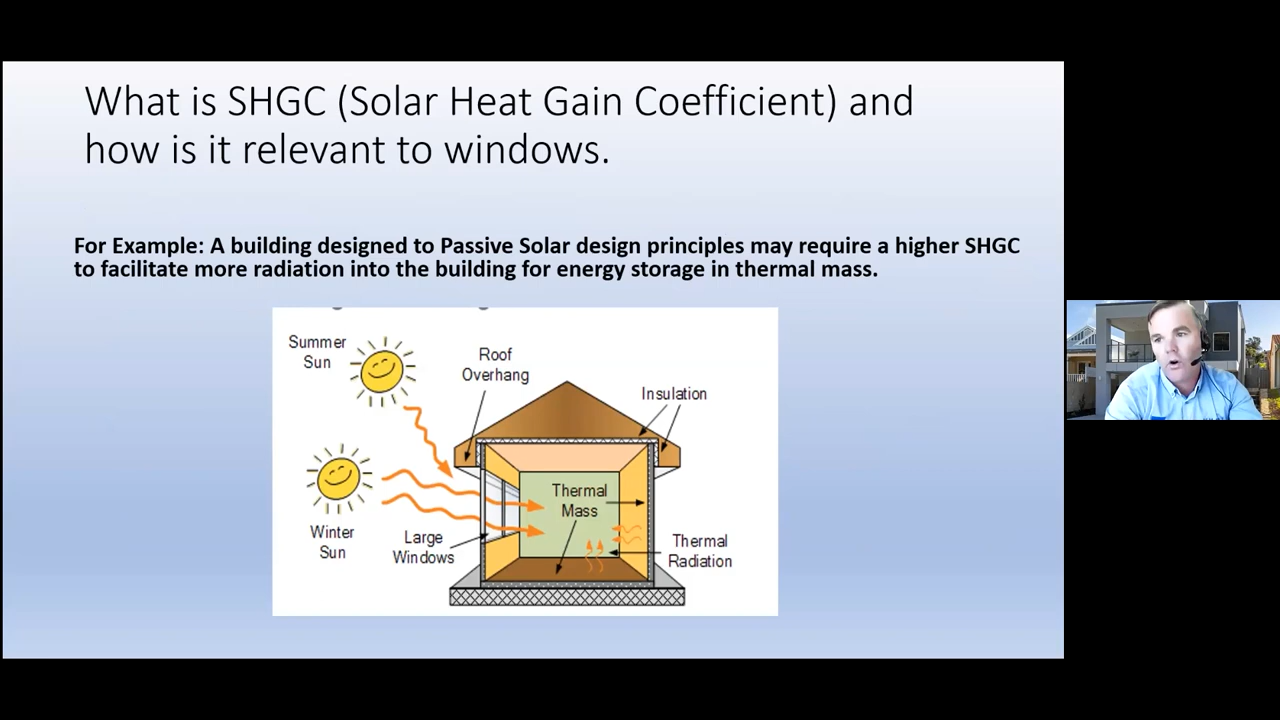 What is SHGC (Solar Heat Gain Coefficient) and
how is it relevant to windows.
For Example: A building designed to Passive Solar design principles may require a higher SHGC
to facilitate more radiation into the building for energy storage in thermal mass.
Summer
Sun
Roof
Overhang
Insulation
Winter
Sun
Large
Windows
Thermal
Mass
Thermal
Radiation